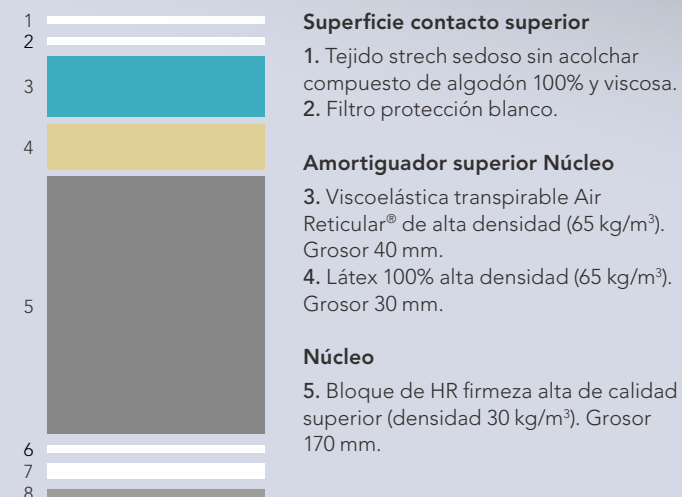 1
2
3
4
5
6
7
8
Superficie contacto superior
1. Tejido strech sedoso sin acolchar
compuesto de algodón 100% y viscosa.
2. Filtro protección blanco.
Amortiguador superior Núcleo
3. Viscoelástica transpirable Air
Reticular® de alta densidad (65 kg/m³).
Grosor 40 mm.
4. Látex 100% alta densidad (65 kg/m³).
Grosor 30 mm.
Núcleo
5. Bloque de HR firmeza alta de calidad
superior (densidad 30 kg/m³). Grosor
170 mm.